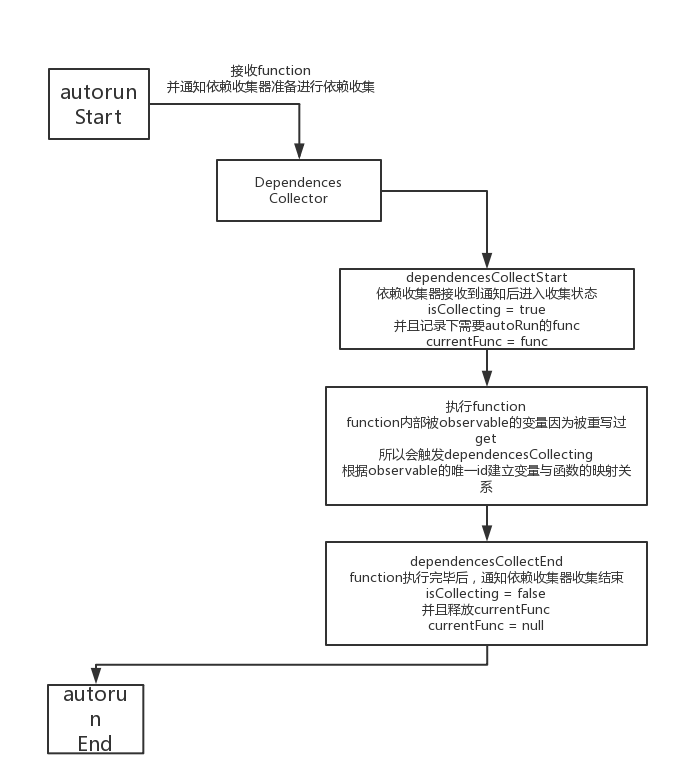 autorun
Start
接收function
并通知依赖收集器准备进行依赖收集
Dependences
Collector
dependencesCollectStart
依赖收集器接收到通知后进入收集状态
isCollecting = true
并且记录下需要autoRun的func
currentFunc = func
执行function
function内部被observable的变量因为被重写过
get
所以会触发dependencesCollecting
根据observable的唯一id建立变量与函数的映射关
系
dependencesCollectEnd
function执行完毕后，通知依赖收集器收集结束
isCollecting = false
并且释放currentFunc
currentFunc = null
autoru
n
End